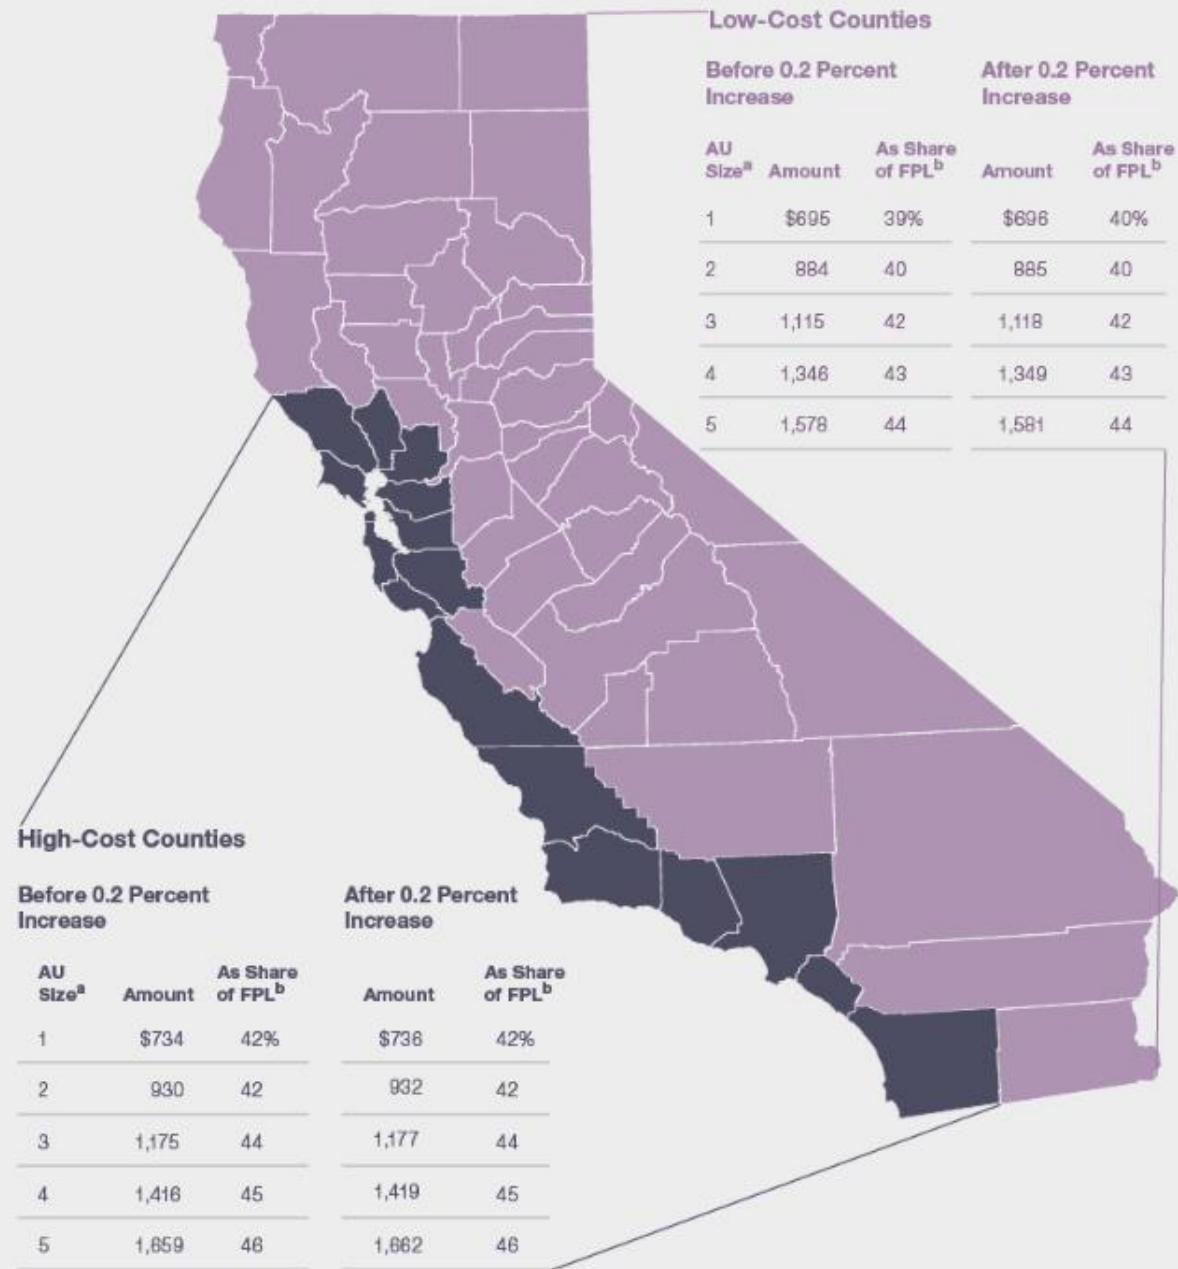 Low-Cost Counties
Before 0.2 Percent Increase
After 0.2 Percent Increase
AU Sizeᵃ Amount As Share of FPLᵇ Amount As Share of FPLᵇ
1 $695 39% $696 40%
2 884 40 885 40
3 1,115 42 1,118 42
4 1,346 43 1,349 43
5 1,578 44 1,581 44
High-Cost Counties
Before 0.2 Percent Increase
After 0.2 Percent Increase
AU Sizeᵃ Amount As Share of FPLᵇ Amount As Share of FPLᵇ
1 $734 42% $736 42%
2 930 42 932 42
3 1,175 44 1,177 44
4 1,416 45 1,419 45
5 1,659 46 1,662 46